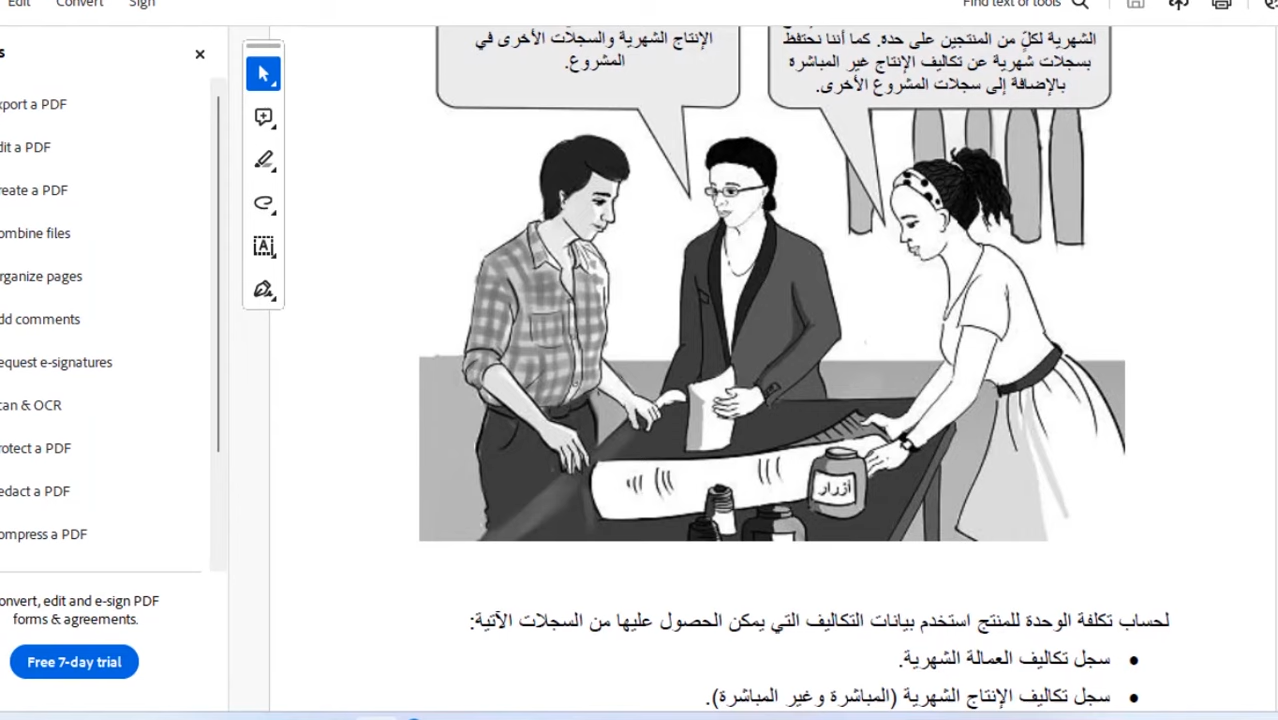 Edit
Convert
Sign
Find text or tools
s
xport a PDF
dit a PDF
reate a PDF
ombine files
rganize pages
dd comments
equest e-signatures
can & OCR
rotect a PDF
edact a PDF
ompress a PDF
onvert, edit and e-sign PDF
forms & agreements.
Free 7-day trial
الشهرية لكلٍ من المنتجين على حدة. كما أننا نحتفظ
بسجلات شهرية عن تكاليف الإنتاج غير المباشرة
بالإضافة إلى سجلات المشروع الأخرى.
الإنتاج الشهرية والسجلات الأخرى في
المشروع.
أزرار
لحساب تكلفة الوحدة للمنتج استخدم بيانات التكاليف التي يمكن الحصول عليها من السجلات الآتية:
● سجل تكاليف العمالة الشهرية.
● سجل تكاليف الإنتاج الشهرية (المباشرة وغير المباشرة).